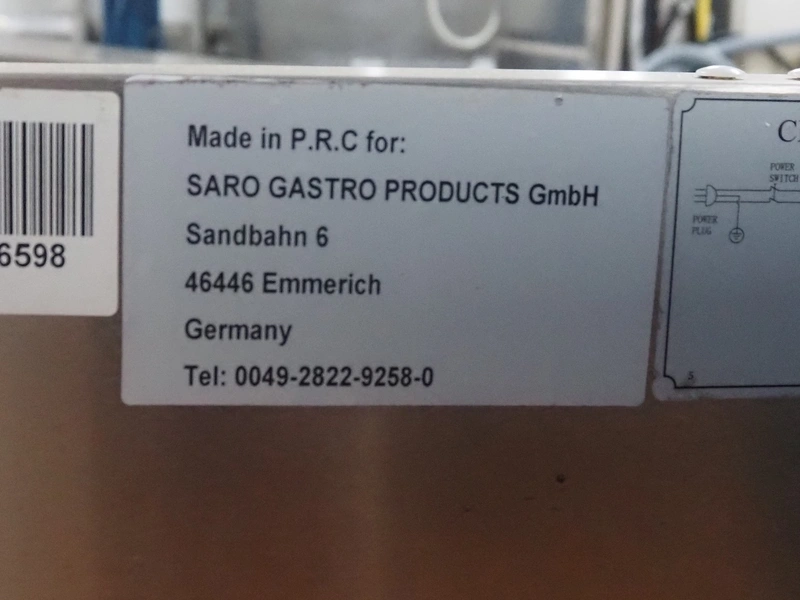 Made in P.R.C for:
SARO GASTRO PRODUCTS GmbH
Sandbahn 6
46446 Emmerich
Germany
Tel: 0049-2822-9258-0
6598
POWER
SWITCH
POWER
PLUG